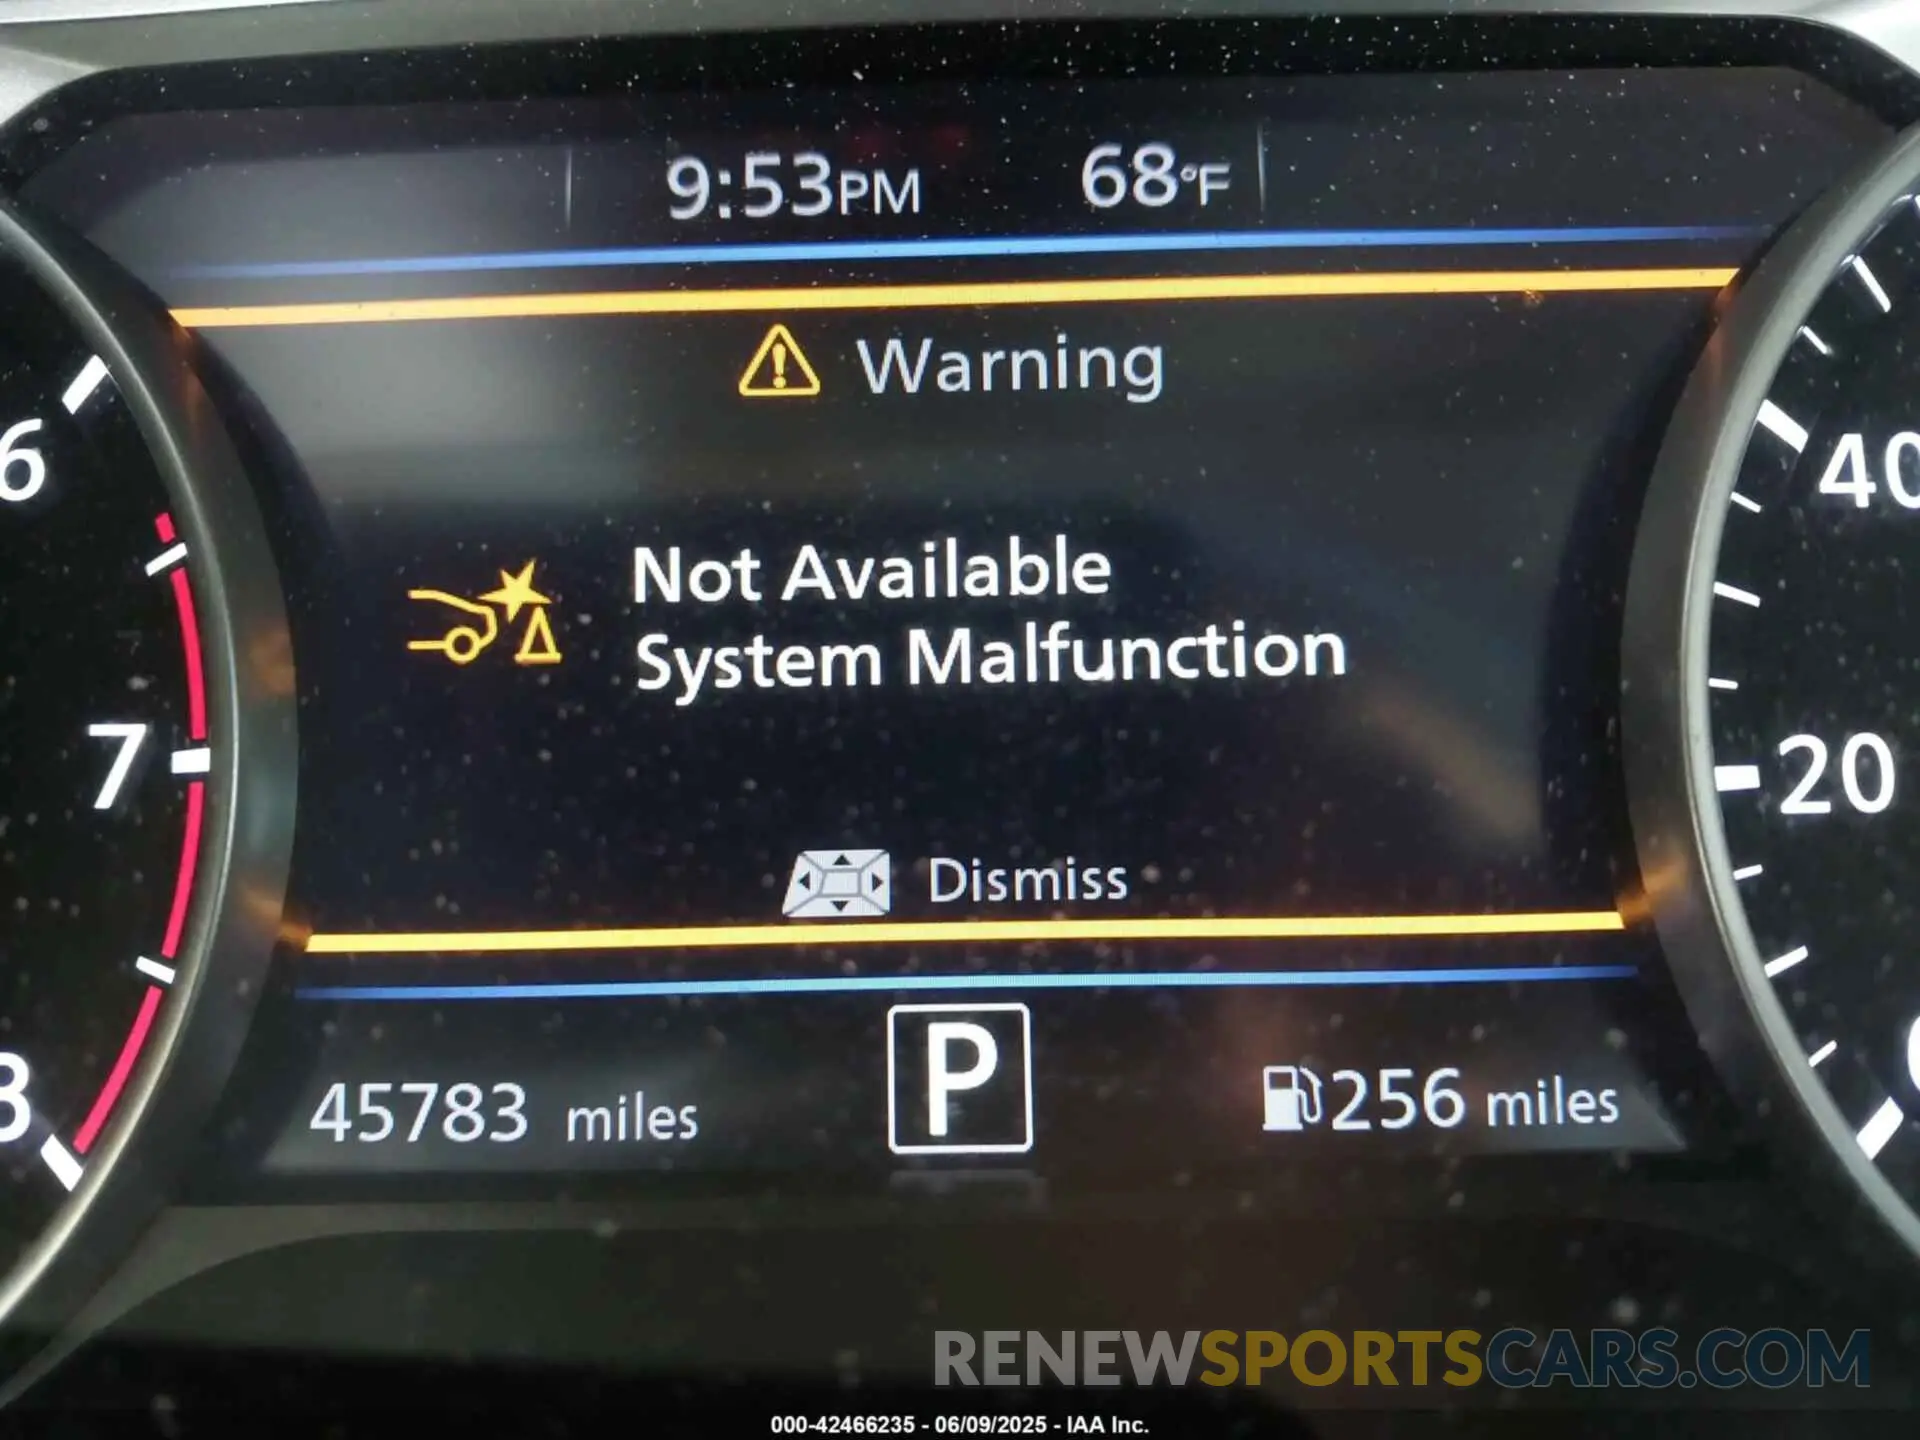 9:53PM 68°F
Warning
6
40
Not Available
System Malfunction
7
20
Dismiss
8
45783 miles
P
256 miles
RENEWSPORTSCARS.COM
000-42466235 - 06/09/2025 - IAA Inc.